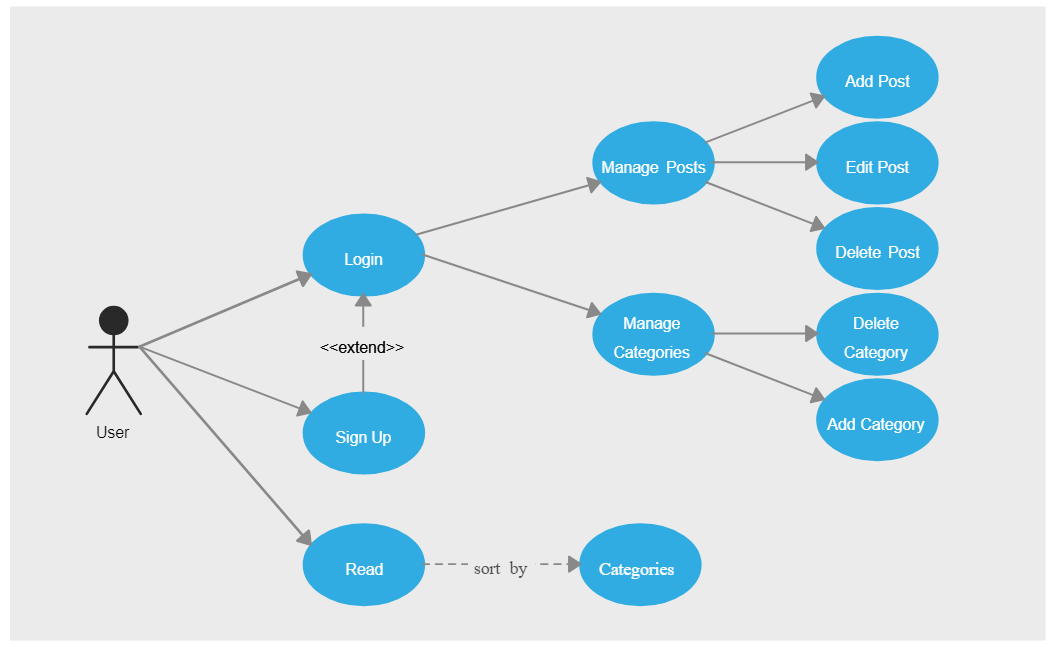 Add Post
Manage Posts
Edit Post
Delete Post
Login
Manage
Categories
Delete
Category
<<extend>>
Add Category
User
Sign Up
Read
sort by
Categories